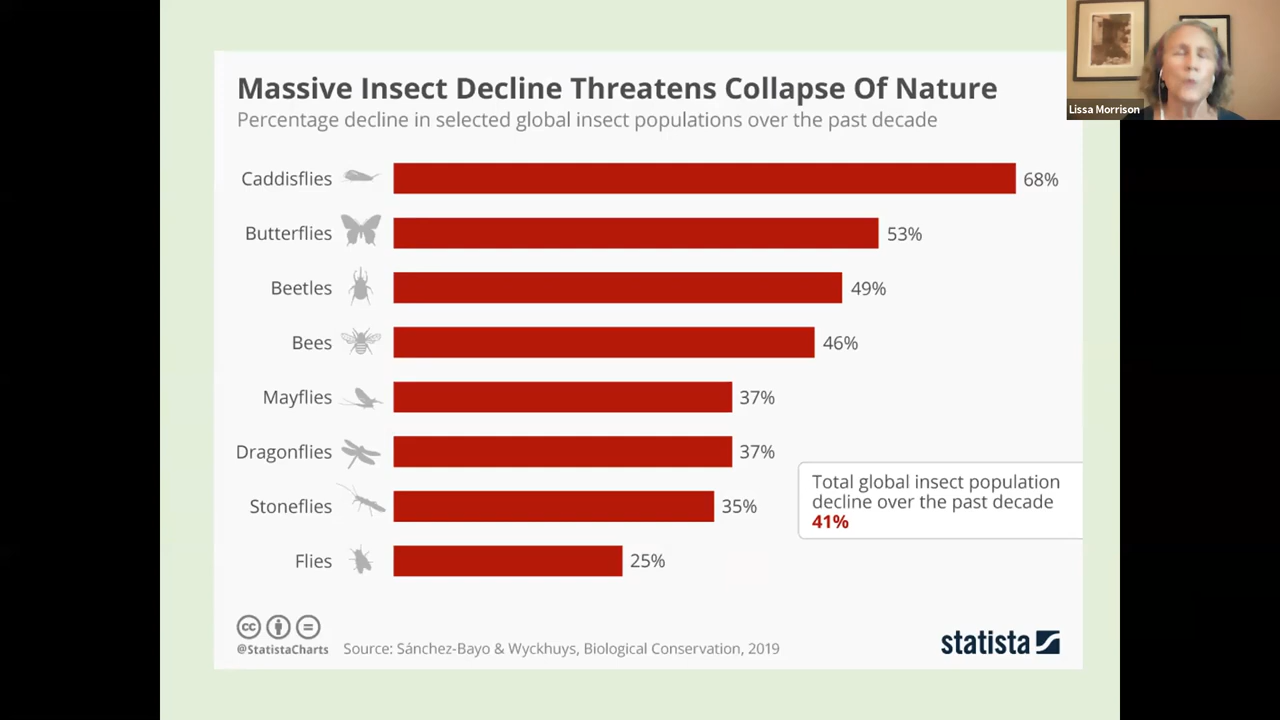 Massive Insect Decline Threatens Collapse Of Nature
Percentage decline in selected global insect populations over the past decade
Lissa Morrison
Caddisflies 68%
Butterflies 53%
Beetles 49%
Bees 46%
Mayflies 37%
Dragonflies 37%
Stoneflies 35%
Flies 25%
Total global insect population
decline over the past decade
41%
cc
@StatistaCharts
Source: Sánchez-Bayo & Wyckhuys, Biological Conservation, 2019
statista